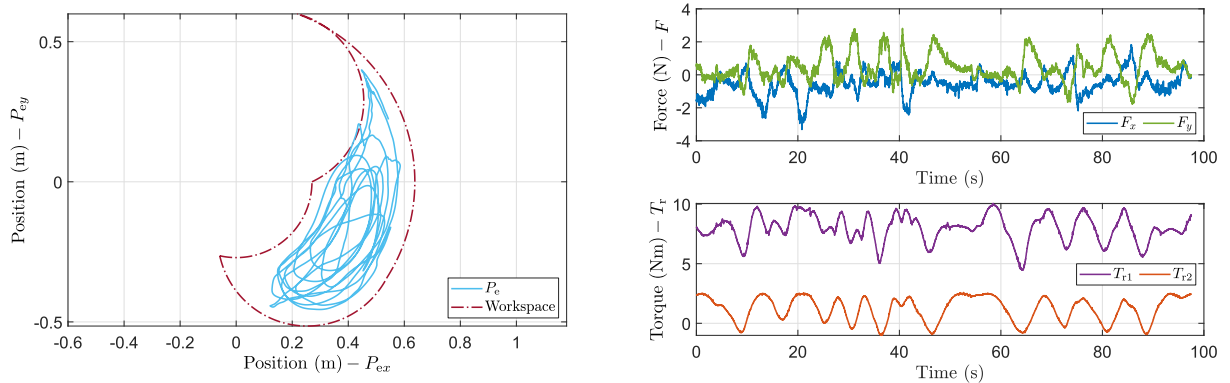 0.5
0
-0.5
Position (m) − P_ey
-0.6 -0.4 -0.2 0 0.2 0.4 0.6 0.8 1
Position (m) − P_ex
P_e
Workspace
4
2
0
-2
-4
Force (N) − F
0 20 40 60 80 100
Time (s)
F_x F_y
10
5
0
Torque (Nm) − T_r
0 20 40 60 80 100
Time (s)
T_r1 T_r2